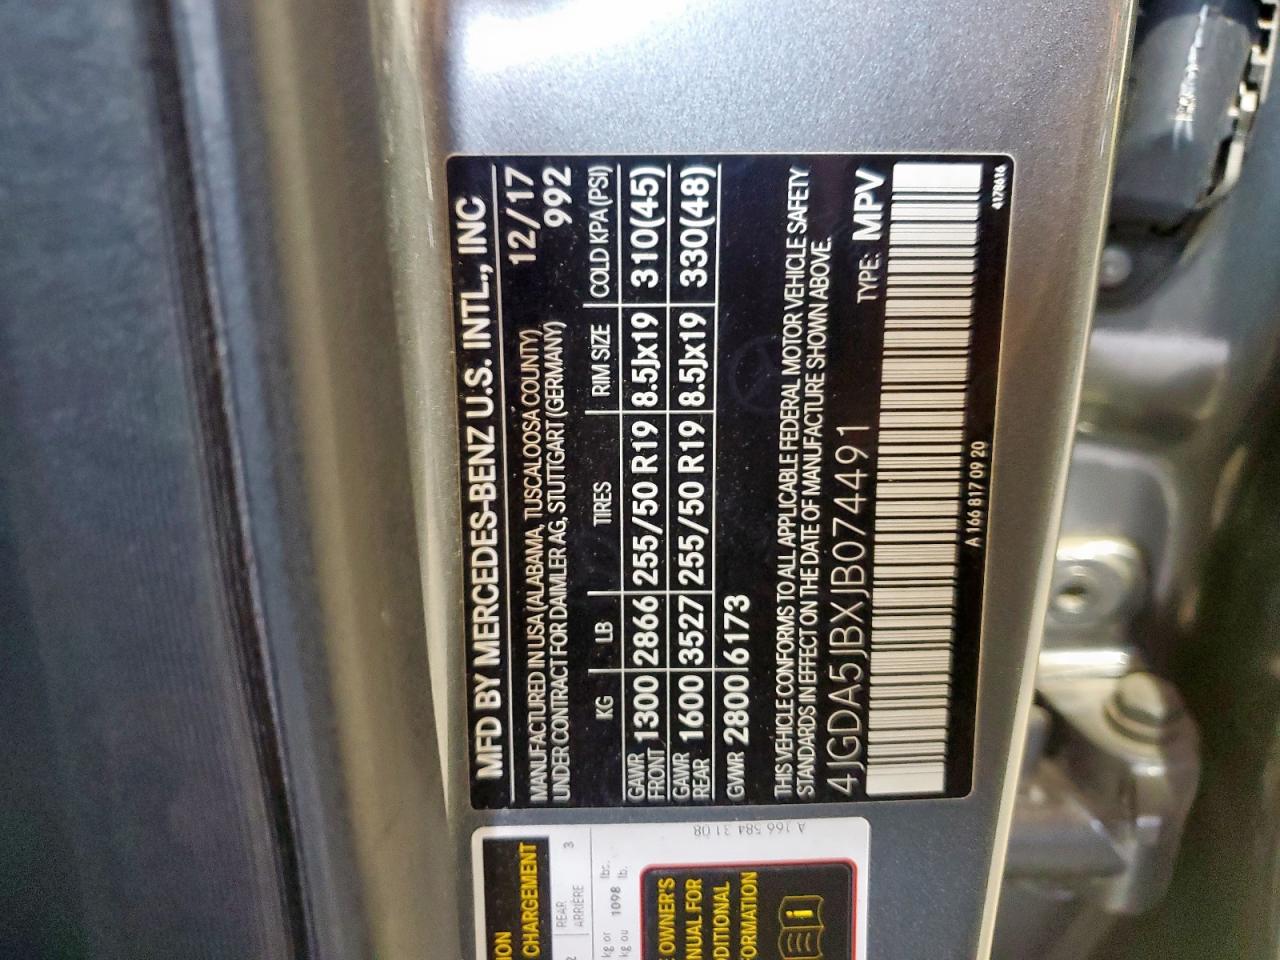 MFD BY MERCEDES-BENZ U.S. INTL., INC
MANUFACTURED IN USA (ALABAMA, TUSCALOOSA COUNTY) 12/17
UNDER CONTRACT FOR DAIMLER AG, STUTTGART (GERMANY) 992
KG LB TIRES RIM SIZE COLD KPA (PSI)
GAWR FRONT 1300 2866 255/50 R19 8.5Jx19 310(45)
GAWR REAR 1600 3527 255/50 R19 8.5Jx19 330(48)
GVWR 2800 6173
THIS VEHICLE CONFORMS TO ALL APPLICABLE FEDERAL MOTOR VEHICLE SAFETY
STANDARDS IN EFFECT ON THE DATE OF MANUFACTURE SHOWN ABOVE.
4JGDA5JBXJB074491 TYPE: MPV
A 166 817 09 20
4178616
CHARGEMENT
REAR 3
ARRIÈRE
kg or 1098 lbs.
kg ou lb.
OWNER'S
FOR
A 166 584 31 08